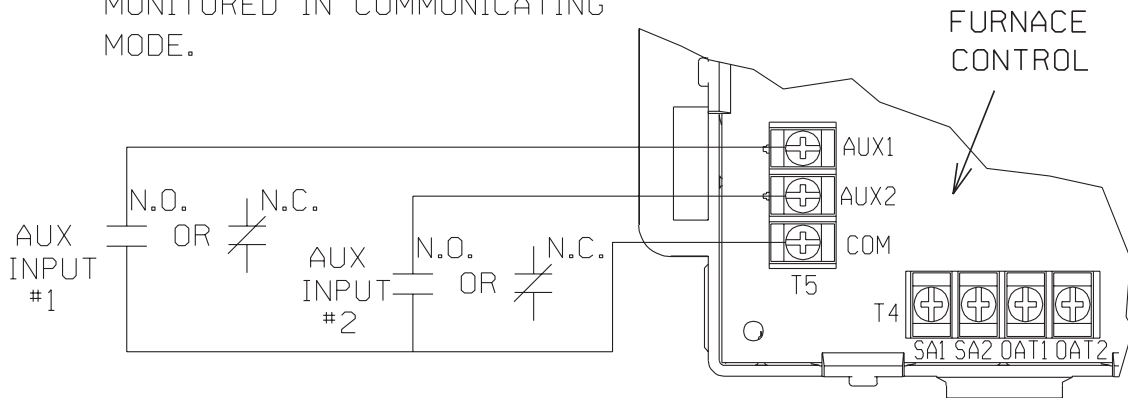 MONITORED IN COMMUNICATING
MODE.
FURNACE
CONTROL
AUX1
AUX2
COM
T5
N.O.
OR
N.C.
AUX
INPUT
#1
N.O.
OR
N.C.
AUX
INPUT
#2
T4
SA1 SA2 OAT1 OAT2